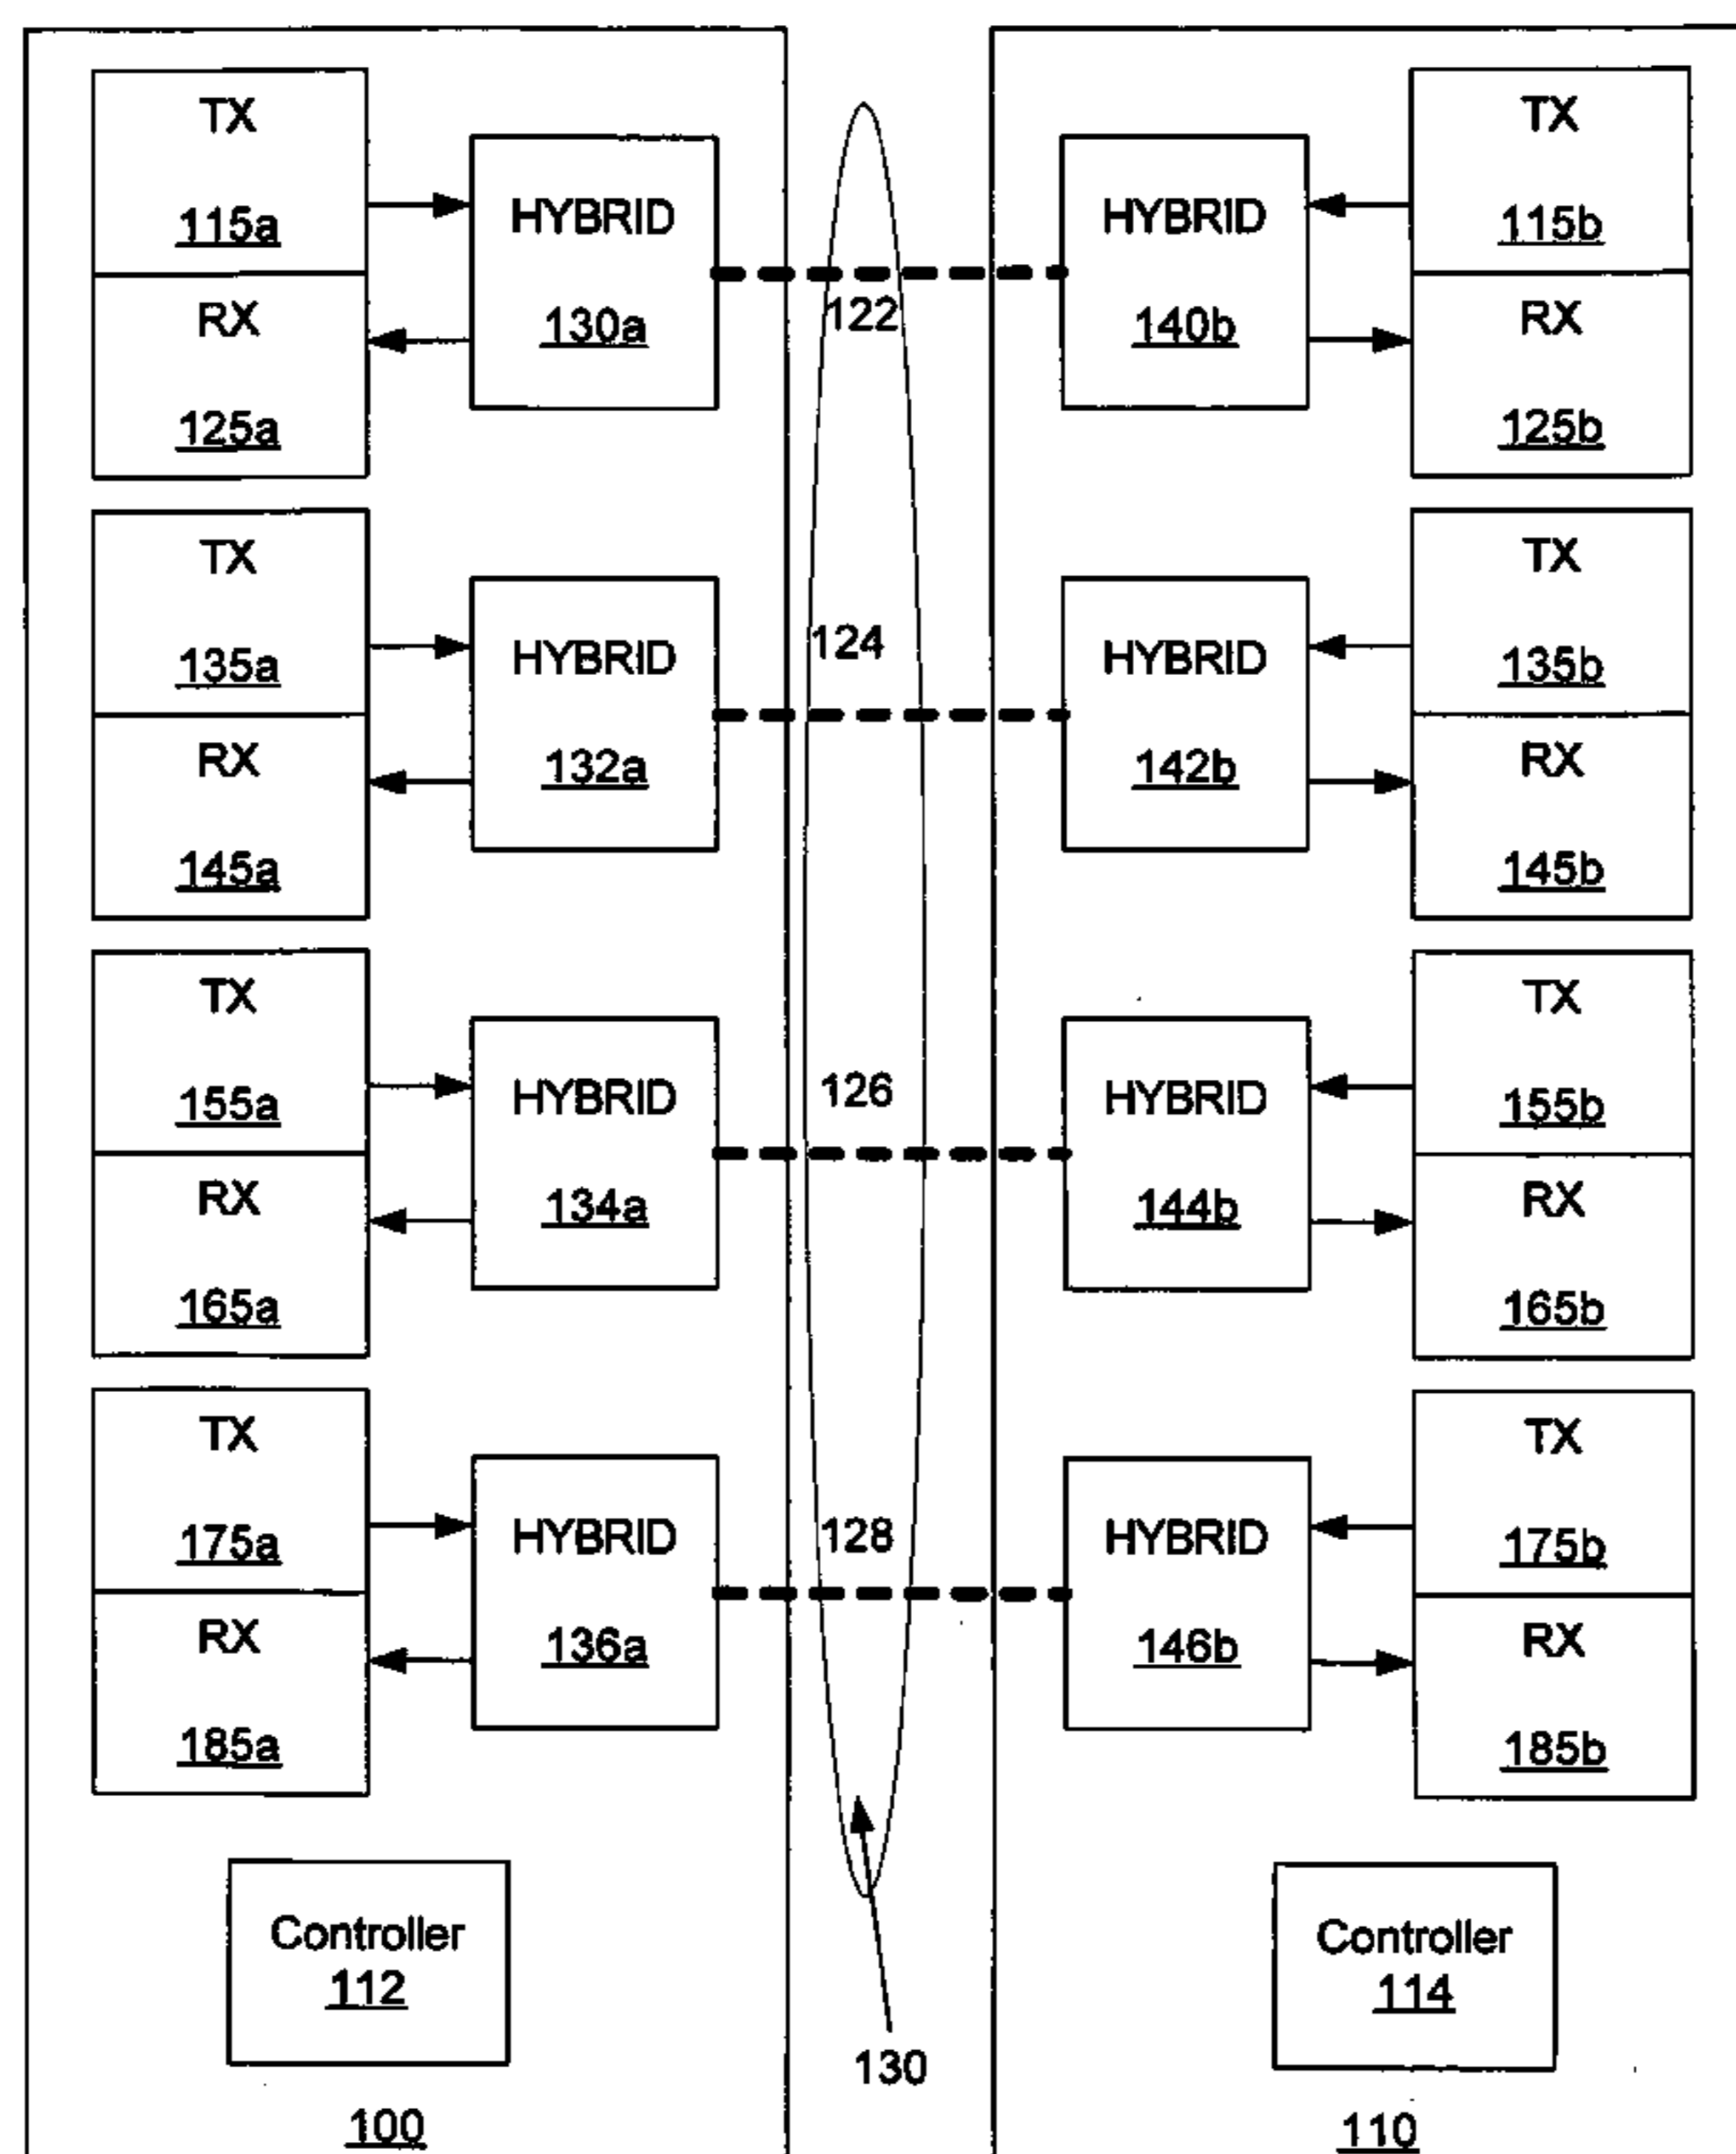 TX
115a
RX
125a
HYBRID
130a
122
HYBRID
140b
TX
115b
RX
125b
TX
135a
RX
145a
HYBRID
132a
124
HYBRID
142b
TX
135b
RX
145b
TX
155a
RX
165a
HYBRID
134a
126
HYBRID
144b
TX
155b
RX
165b
TX
175a
RX
185a
HYBRID
136a
128
HYBRID
146b
TX
175b
RX
185b
Controller
112
100
130
Controller
114
110